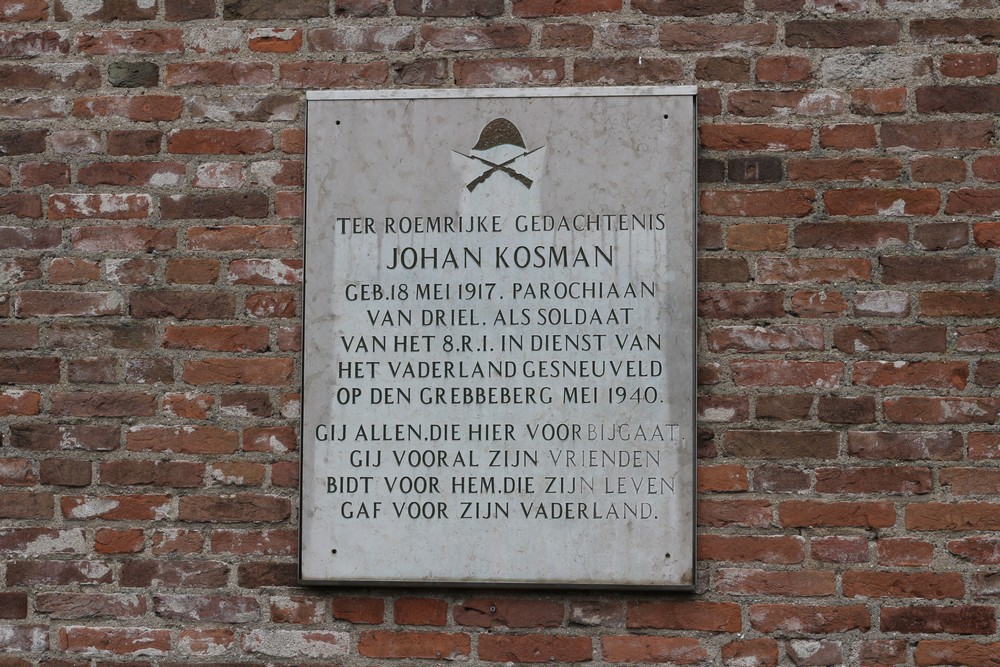 TER ROEMRIJKE GEDACHTENIS
JOHAN KOSMAN
GEB.18 MEI 1917. PAROCHIAAN
VAN DRIEL. ALS SOLDAAT
VAN HET 8.R.I. IN DIENST VAN
HET VADERLAND GESNEUVELD
OP DEN GREBBEBERG MEI 1940.
GIJ ALLEN.DIE HIER VOORBIJGAAT.
GIJ VOORAL ZIJN VRIENDEN
BIDT VOOR HEM.DIE ZIJN LEVEN
GAF VOOR ZIJN VADERLAND.